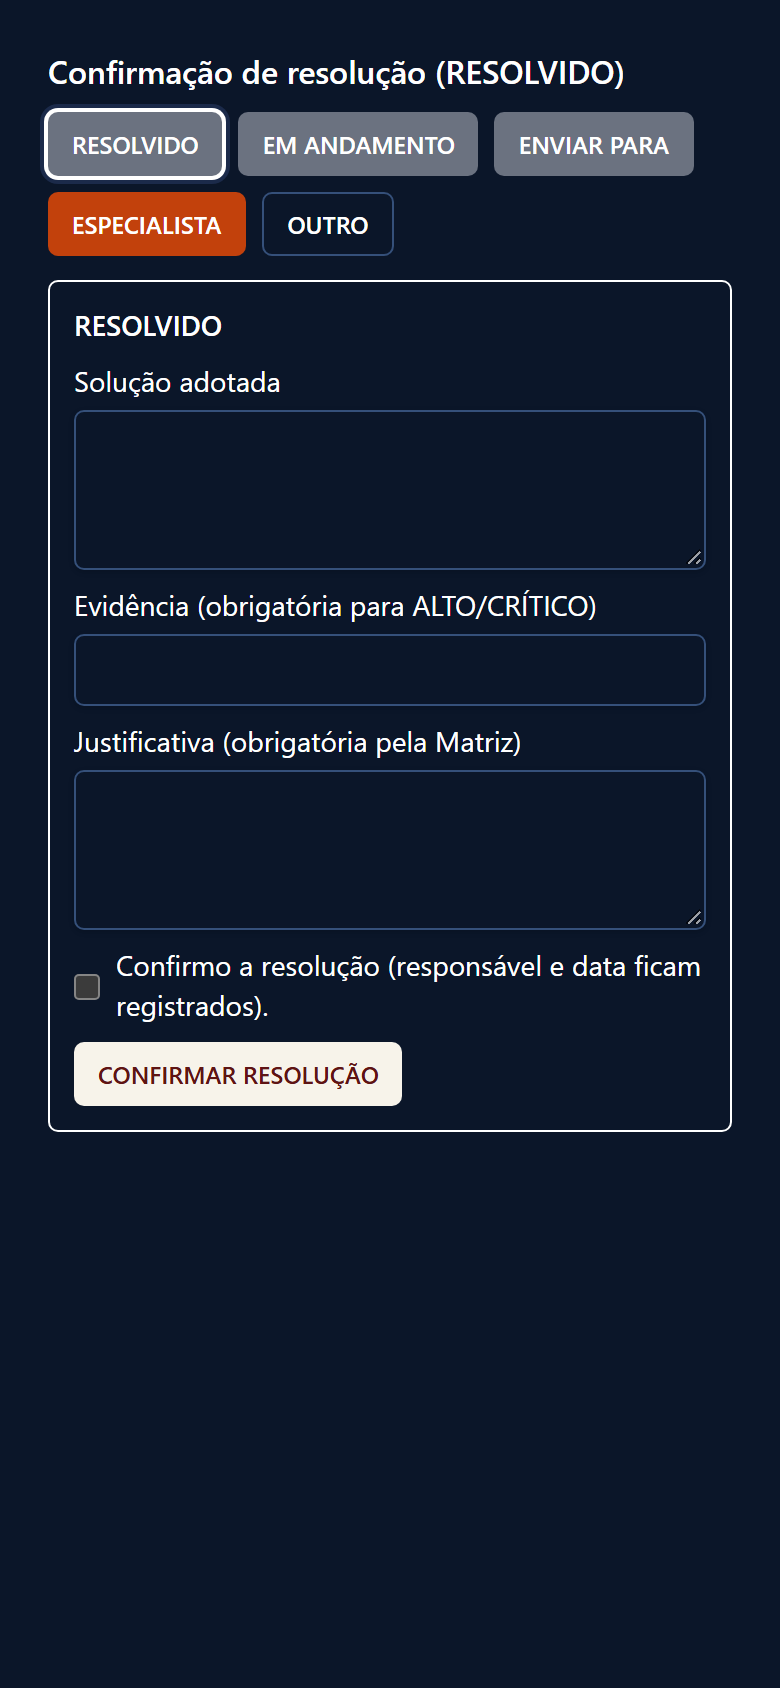 Confirmação de resolução (RESOLVIDO)
RESOLVIDO
EM ANDAMENTO
ENVIAR PARA
ESPECIALISTA
OUTRO
RESOLVIDO
Solução adotada
Evidência (obrigatória para ALTO/CRÍTICO)
Justificativa (obrigatória pela Matriz)
Confirmo a resolução (responsável e data ficam
registrados).
CONFIRMAR RESOLUÇÃO